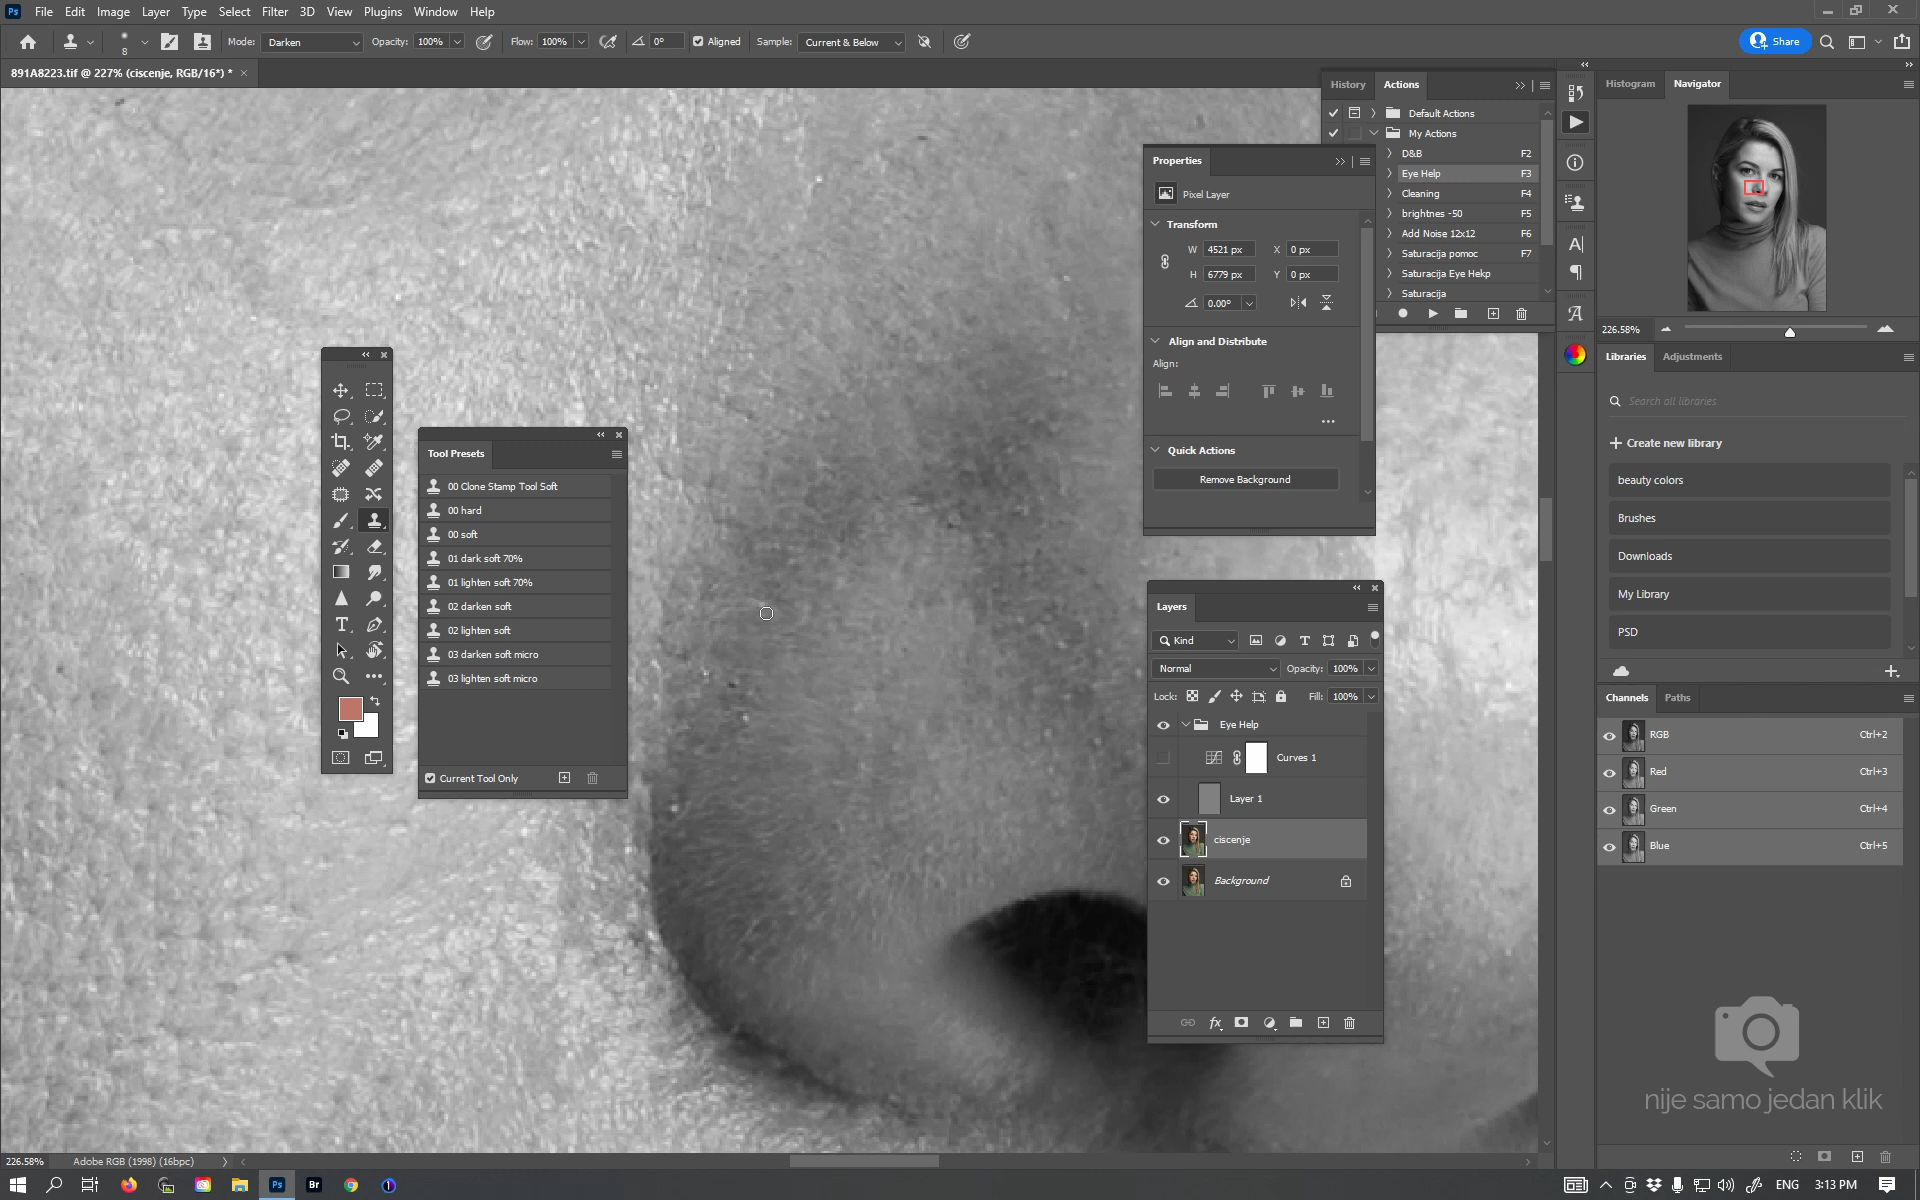 Ps File Edit Image Layer Type Select Filter 3D View Plugins Window Help
8 Mode: Darken Opacity: 100% Flow: 100% 0° Aligned Sample: Current & Below Share
891A8223.tif @ 227% (ciscenje, RGB/16*) *
History Actions
Default Actions
My Actions
D&B F2
Eye Help F3
Cleaning F4
brightnes -50 F5
Add Noise 12x12 F6
Saturacija pomoc F7
Saturacija Eye Hekp
Saturacija
Properties
Pixel Layer
Transform
W 4521 px X 0 px
H 6779 px Y 0 px
0.00°
Align and Distribute
Align:
Quick Actions
Remove Background
Tool Presets
00 Clone Stamp Tool Soft
00 hard
00 soft
01 dark soft 70%
01 lighten soft 70%
02 darken soft
02 lighten soft
03 darken soft micro
03 lighten soft micro
Current Tool Only
Layers
Kind
Normal Opacity: 100%
Lock: Fill: 100%
Eye Help
Curves 1
Layer 1
ciscenje
Background
Histogram Navigator
226.58%
Libraries Adjustments
Search all libraries
Create new library
beauty colors
Brushes
Downloads
My Library
PSD
Channels Paths
RGB Ctrl+2
Red Ctrl+3
Green Ctrl+4
Blue Ctrl+5
nije samo jedan klik
226.58% Adobe RGB (1998) (16bpc)
Ps Br ENG 3:13 PM